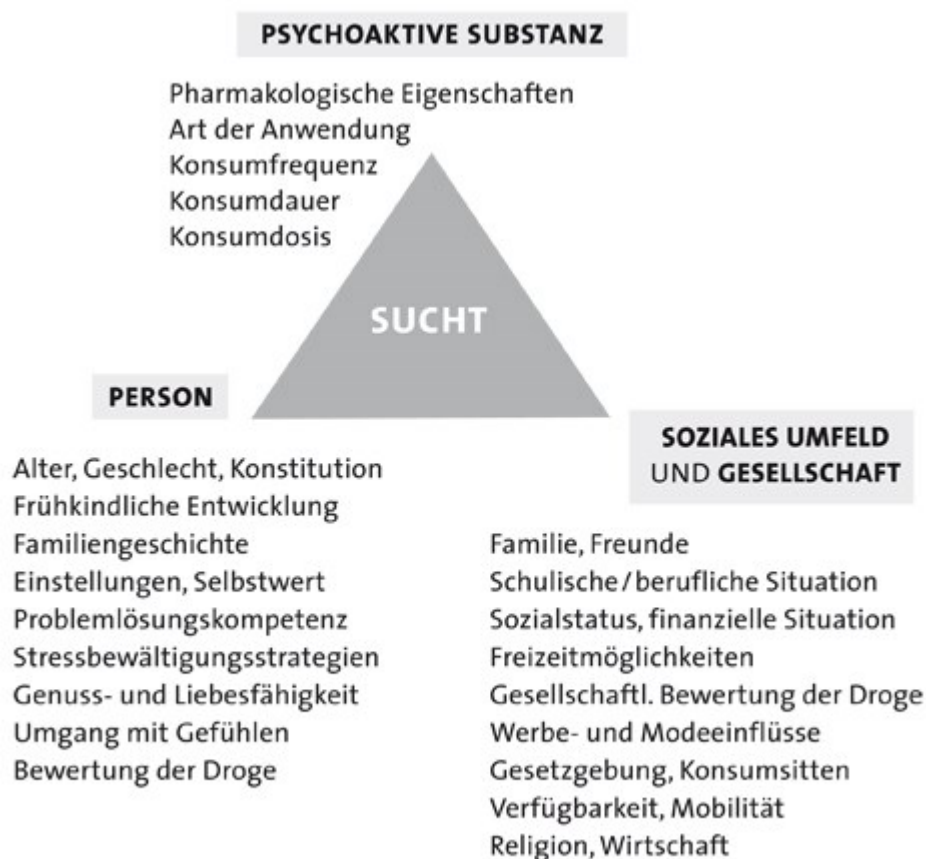 PSYCHOAKTIVE SUBSTANZ
Pharmakologische Eigenschaften
Art der Anwendung
Konsumfrequenz
Konsumdauer
Konsumdosis
SUCHT
PERSON
Alter, Geschlecht, Konstitution
Frühkindliche Entwicklung
Familiengeschichte
Einstellungen, Selbstwert
Problemlösungskompetenz
Stressbewältigungsstrategien
Genuss- und Liebesfähigkeit
Umgang mit Gefühlen
Bewertung der Droge
SOZIALES UMFELD
UND GESELLSCHAFT
Familie, Freunde
Schulische/berufliche Situation
Sozialstatus, finanzielle Situation
Freizeitmöglichkeiten
Gesellschaftl. Bewertung der Droge
Werbe- und Modeeinflüsse
Gesetzgebung, Konsumsitten
Verfügbarkeit, Mobilität
Religion, Wirtschaft